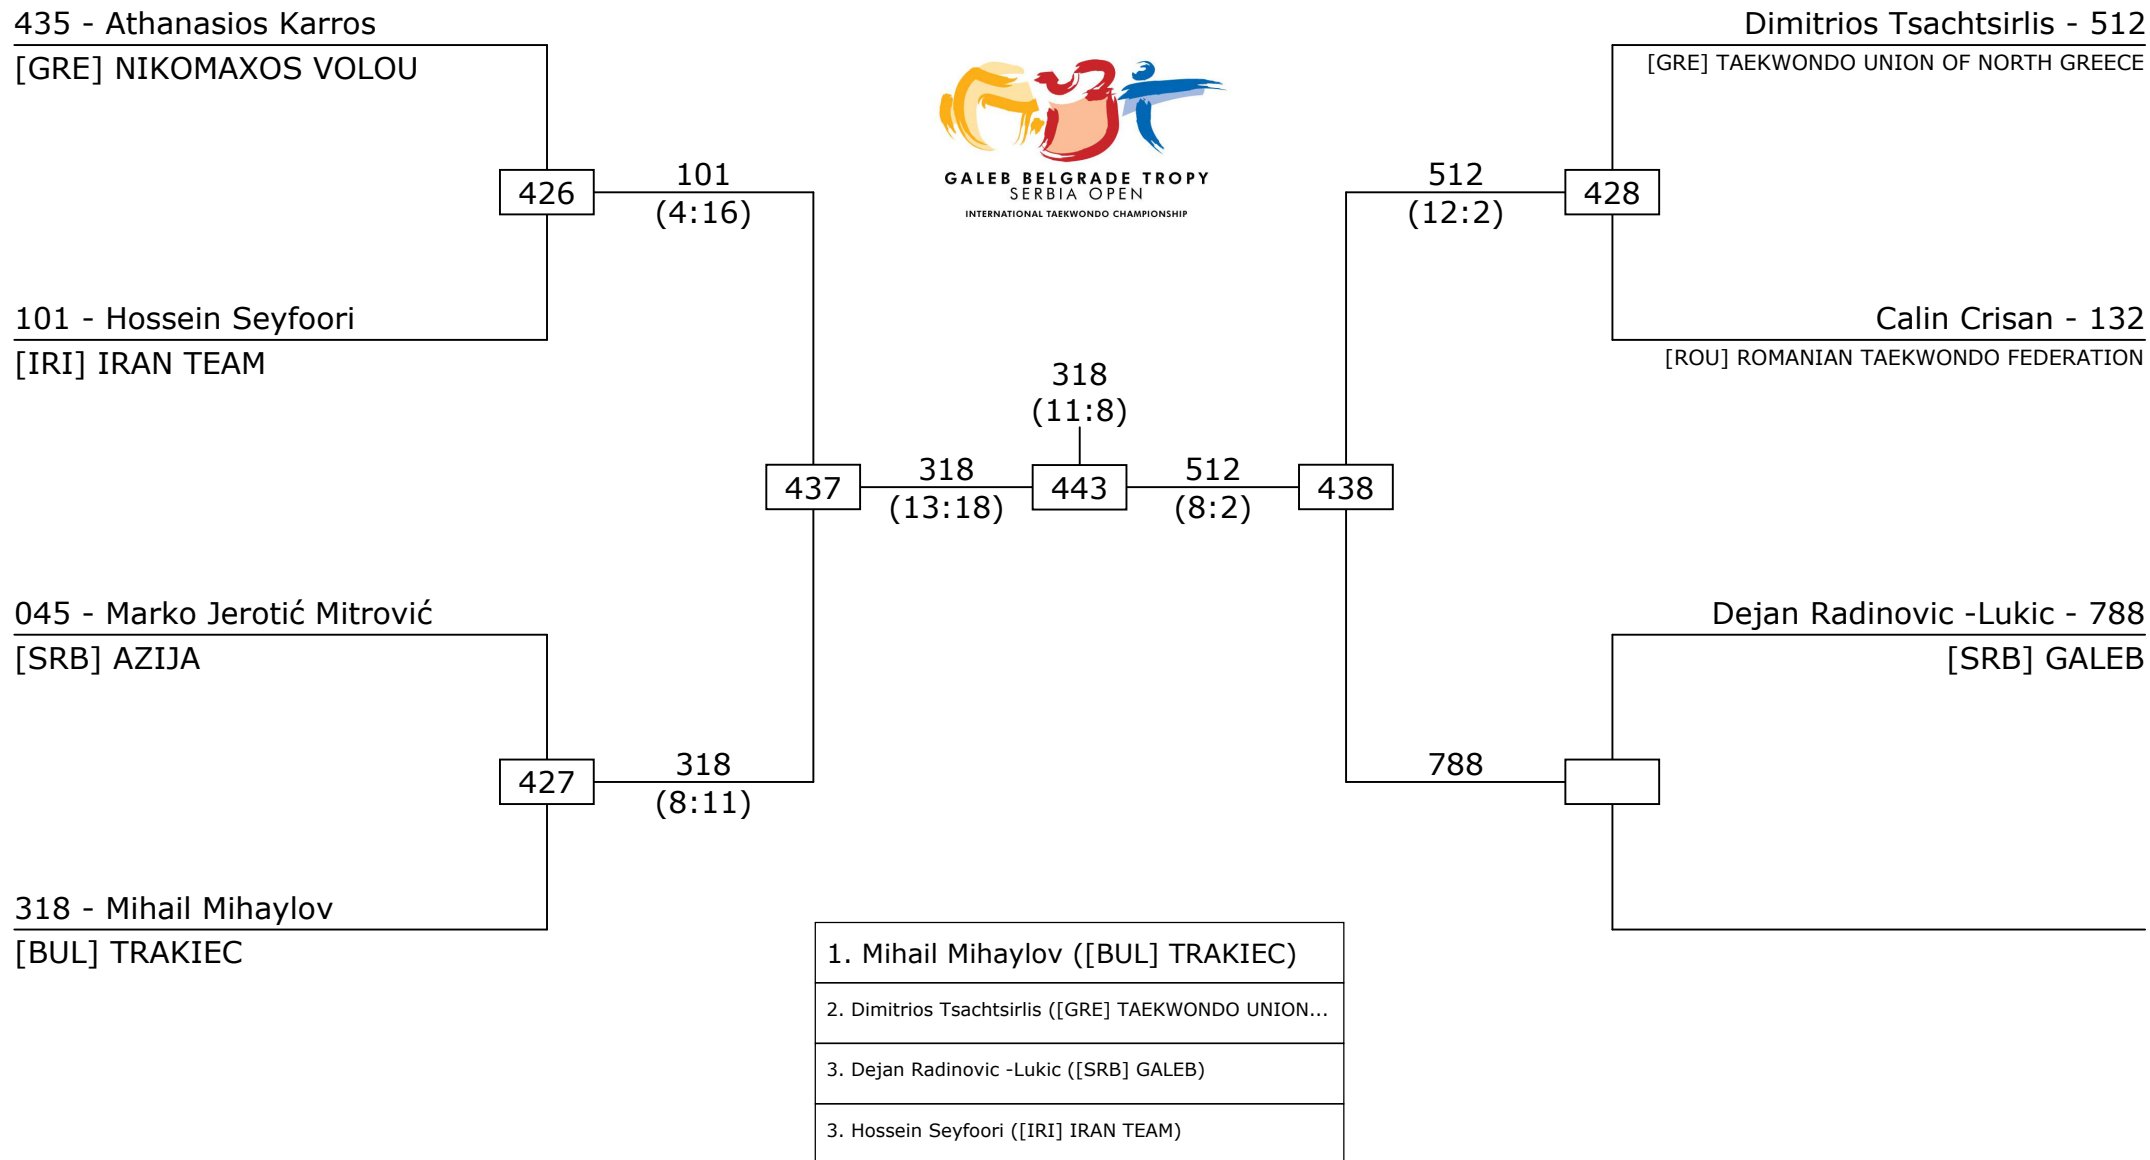 435 - Athanasios Karros
[GRE] NIKOMAXOS VOLOU
Dimitrios Tsachtsirlis - 512
[GRE] TAEKWONDO UNION OF NORTH GREECE
GALEB BELGRADE TROPY
SERBIA OPEN
INTERNATIONAL TAEKWONDO CHAMPIONSHIP
426
101
(4:16)
512
(12:2)
428
101 - Hossein Seyfoori
[IRI] IRAN TEAM
Calin Crisan - 132
[ROU] ROMANIAN TAEKWONDO FEDERATION
318
(11:8)
437
318
(13:18)
443
512
(8:2)
438
045 - Marko Jerotić Mitrović
[SRB] AZIJA
Dejan Radinovic -Lukic - 788
[SRB] GALEB
427
318
(8:11)
788
318 - Mihail Mihaylov
[BUL] TRAKIEC
1. Mihail Mihaylov ([BUL] TRAKIEC)
2. Dimitrios Tsachtsirlis ([GRE] TAEKWONDO UNION...
3. Dejan Radinovic -Lukic ([SRB] GALEB)
3. Hossein Seyfoori ([IRI] IRAN TEAM)